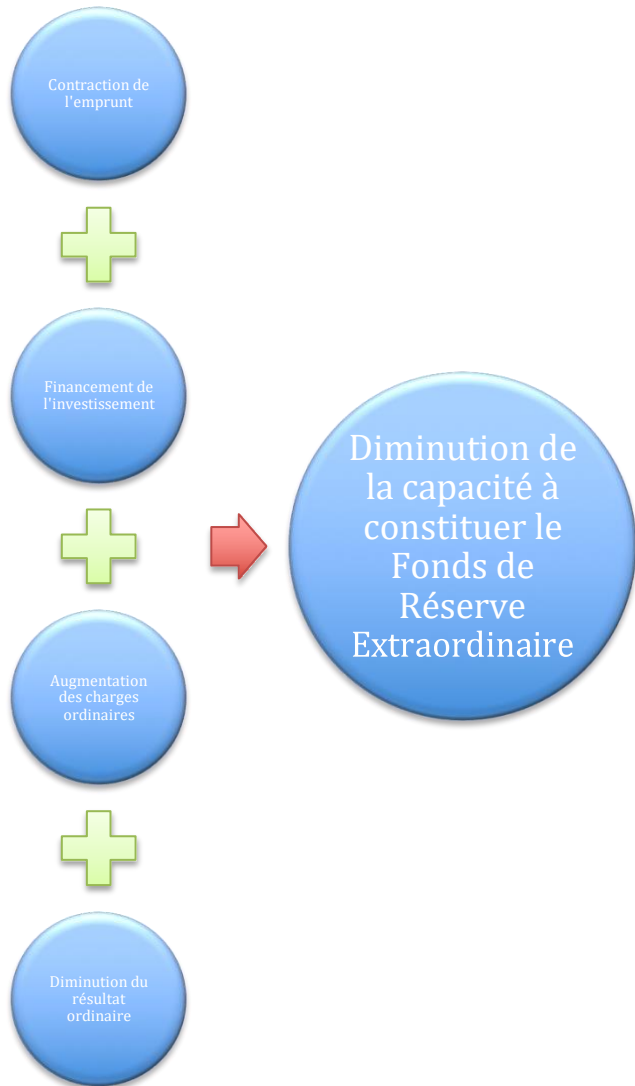 Contraction de
l'emprunt
Financement de
l'investissement
Augmentation
des charges
ordinaires
Diminution du
résultat
ordinaire
Diminution de
la capacité à
constituer le
Fonds de
Réserve
Extraordinaire